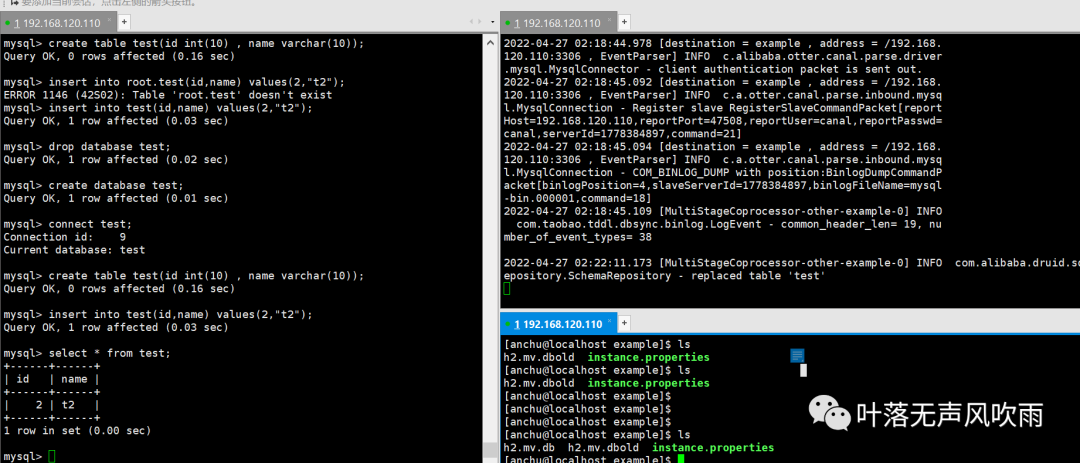 要添加当前会话，点击左侧的箭头按钮。
1 192.168.120.110
mysql> create table test(id int(10) , name varchar(10));
Query OK, 0 rows affected (0.16 sec)
mysql> insert into root.test(id,name) values(2,"t2");
ERROR 1146 (42S02): Table 'root.test' doesn't exist
mysql> insert into test(id,name) values(2,"t2");
Query OK, 1 row affected (0.03 sec)
mysql> drop database test;
Query OK, 1 row affected (0.02 sec)
mysql> create database test;
Query OK, 1 row affected (0.01 sec)
mysql> connect test;
Connection id:    9
Current database: test
mysql> create table test(id int(10) , name varchar(10));
Query OK, 0 rows affected (0.16 sec)
mysql> insert into test(id,name) values(2,"t2");
Query OK, 1 row affected (0.03 sec)
mysql> select * from test;
+------+------+
| id   | name |
+------+------+
|    2 | t2   |
+------+------+
1 row in set (0.00 sec)
mysql>
1 192.168.120.110
2022-04-27 02:18:44.978 [destination = example , address = /192.168.
120.110:3306 , EventParser] INFO  c.alibaba.otter.canal.parse.driver
.mysql.MysqlConnector - client authentication packet is sent out.
2022-04-27 02:18:45.092 [destination = example , address = /192.168.
120.110:3306 , EventParser] INFO  c.a.otter.canal.parse.inbound.mysq
l.MysqlConnection - Register slave RegisterSlaveCommandPacket[report
Host=192.168.120.110,reportPort=47508,reportUser=canal,reportPasswd=
canal,serverId=1778384897,command=21]
2022-04-27 02:18:45.094 [destination = example , address = /192.168.
120.110:3306 , EventParser] INFO  c.a.otter.canal.parse.inbound.mysq
l.MysqlConnection - COM_BINLOG_DUMP with position:BinlogDumpCommandP
acket[binlogPosition=4,slaveServerId=1778384897,binlogFileName=mysql
-bin.000001,command=18]
2022-04-27 02:18:45.109 [MultiStageCoprocessor-other-example-0] INFO
com.taobao.tddl.dbsync.binlog.LogEvent - common_header_len= 19, nu
mber_of_event_types= 38
2022-04-27 02:22:11.173 [MultiStageCoprocessor-other-example-0] INFO  com.alibaba.druid.sq
epository.SchemaRepository - replaced table 'test'
1 192.168.120.110
[anchu@localhost example]$ ls
h2.mv.dbold  instance.properties
[anchu@localhost example]$ ls
h2.mv.dbold  instance.properties
[anchu@localhost example]$
[anchu@localhost example]$
[anchu@localhost example]$
[anchu@localhost example]$ ls
h2.mv.db  h2.mv.dbold  instance.properties
[anchu@localhost example]$
叶落无声风吹雨